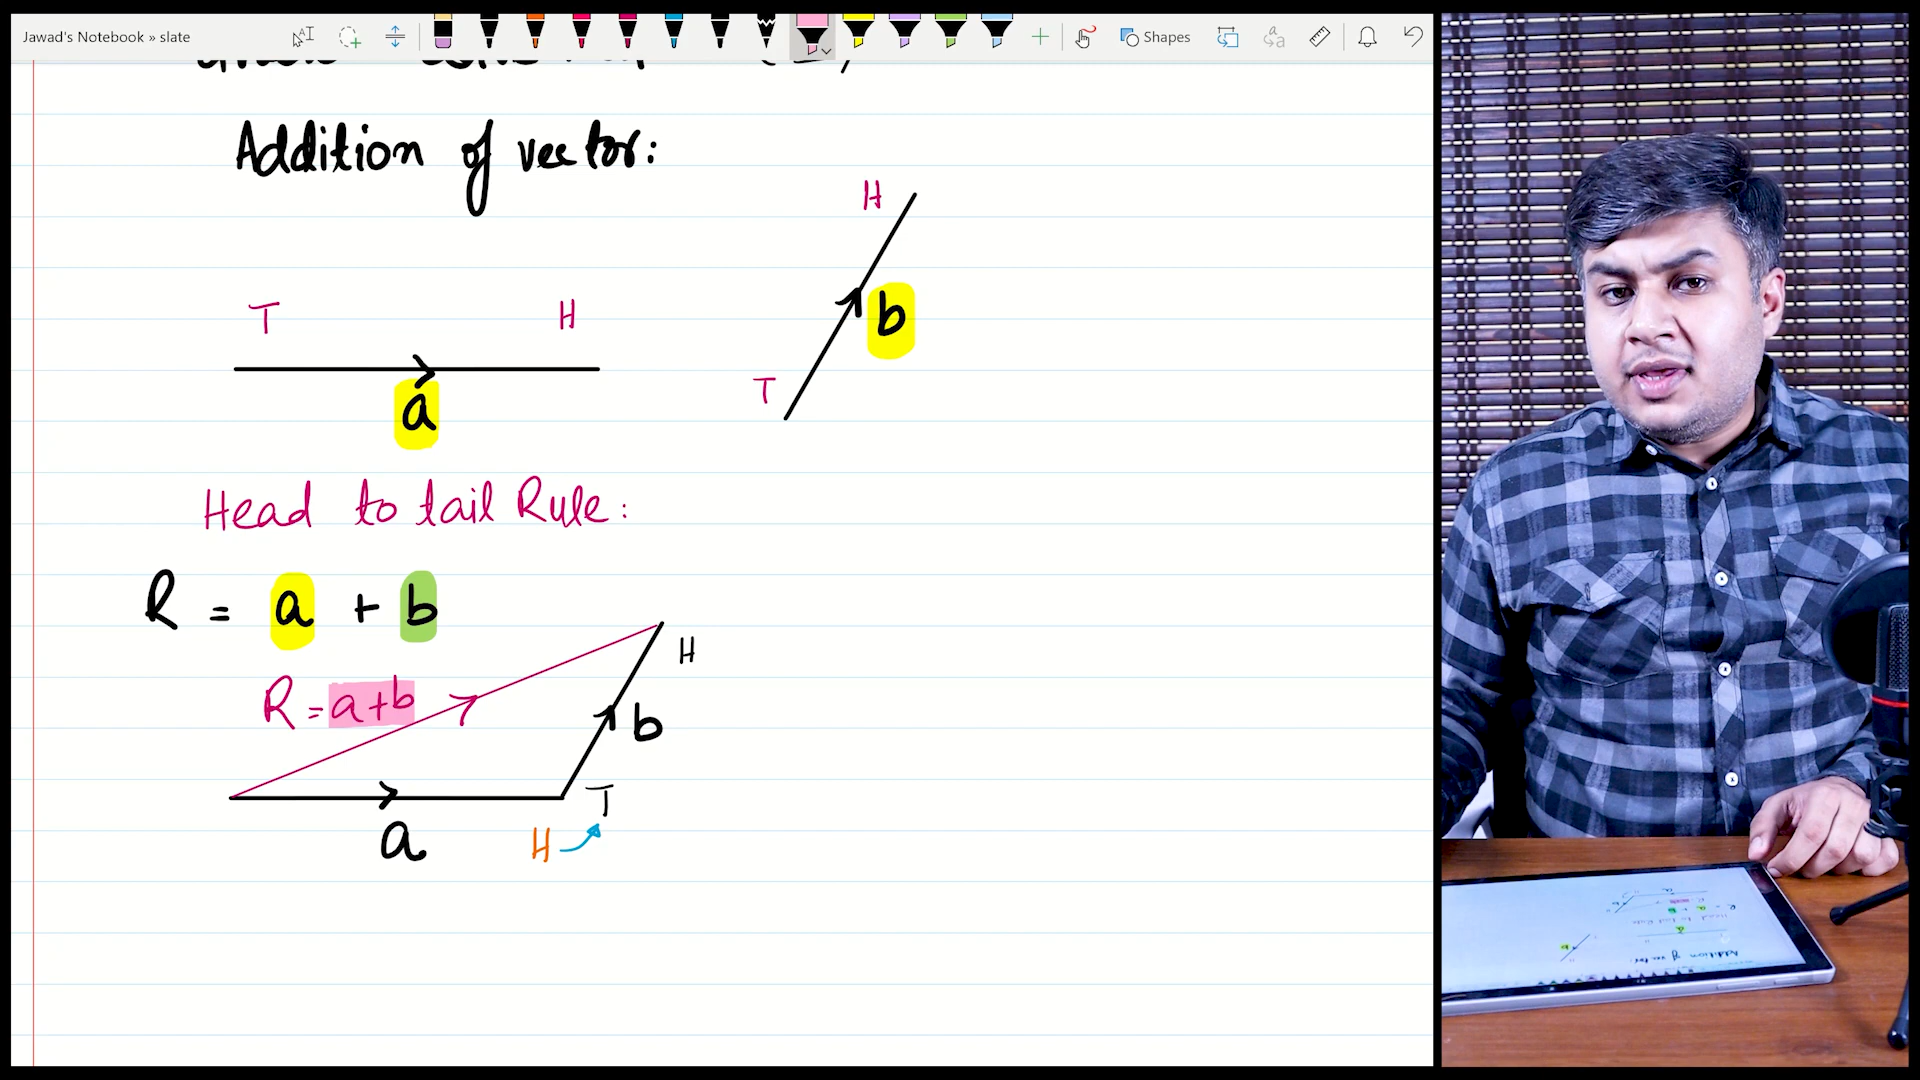 Jawad's Notebook » slate
Shapes
Addition of vector:
H
T H
b
T
a
Head to tail Rule:
R = a + b
H
R = a+b
b
T
a
H